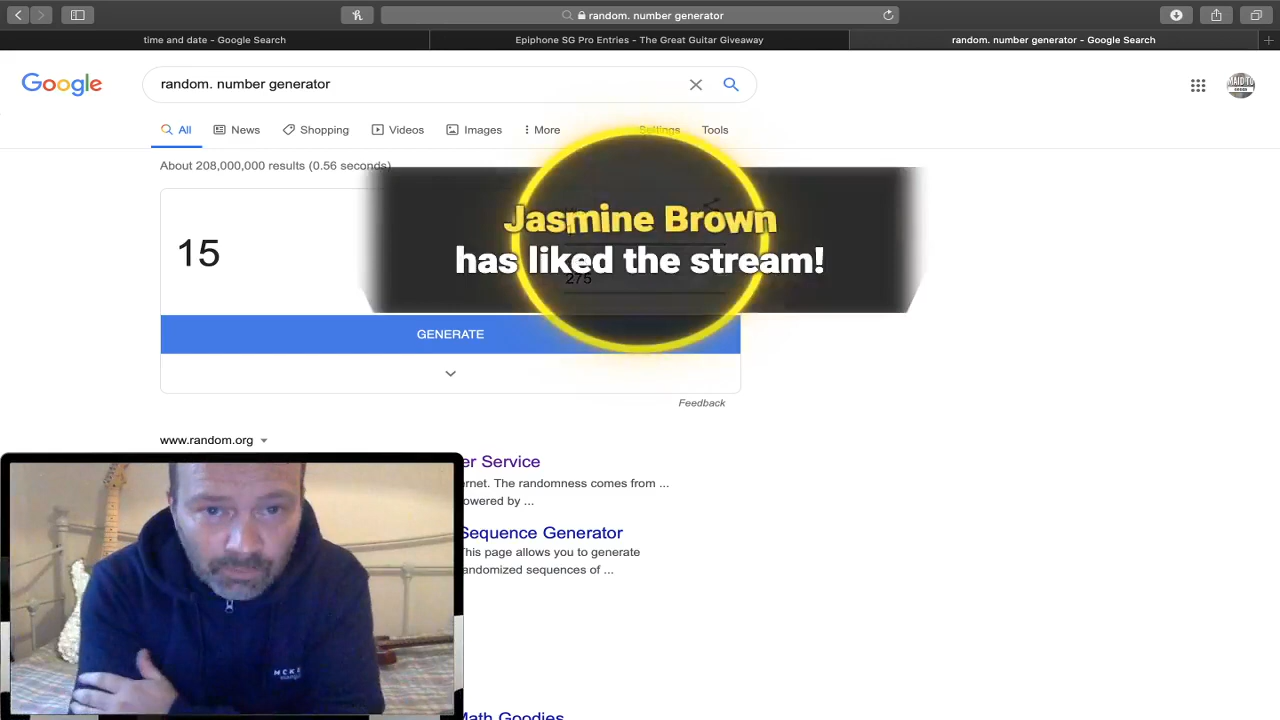 random. number generator
time and date - Google Search
Epiphone SG Pro Entries - The Great Guitar Giveaway
random. number generator - Google Search
Google
random. number generator
All
News
Shopping
Videos
Images
More
Settings
Tools
About 208,000,000 results (0.56 seconds)
15
Jasmine Brown
has liked the stream!
275
GENERATE
Feedback
www.random.org
er Service
ernet. The randomness comes from ...
owered by ...
Sequence Generator
This page allows you to generate
andomized sequences of ...
Math Goodies